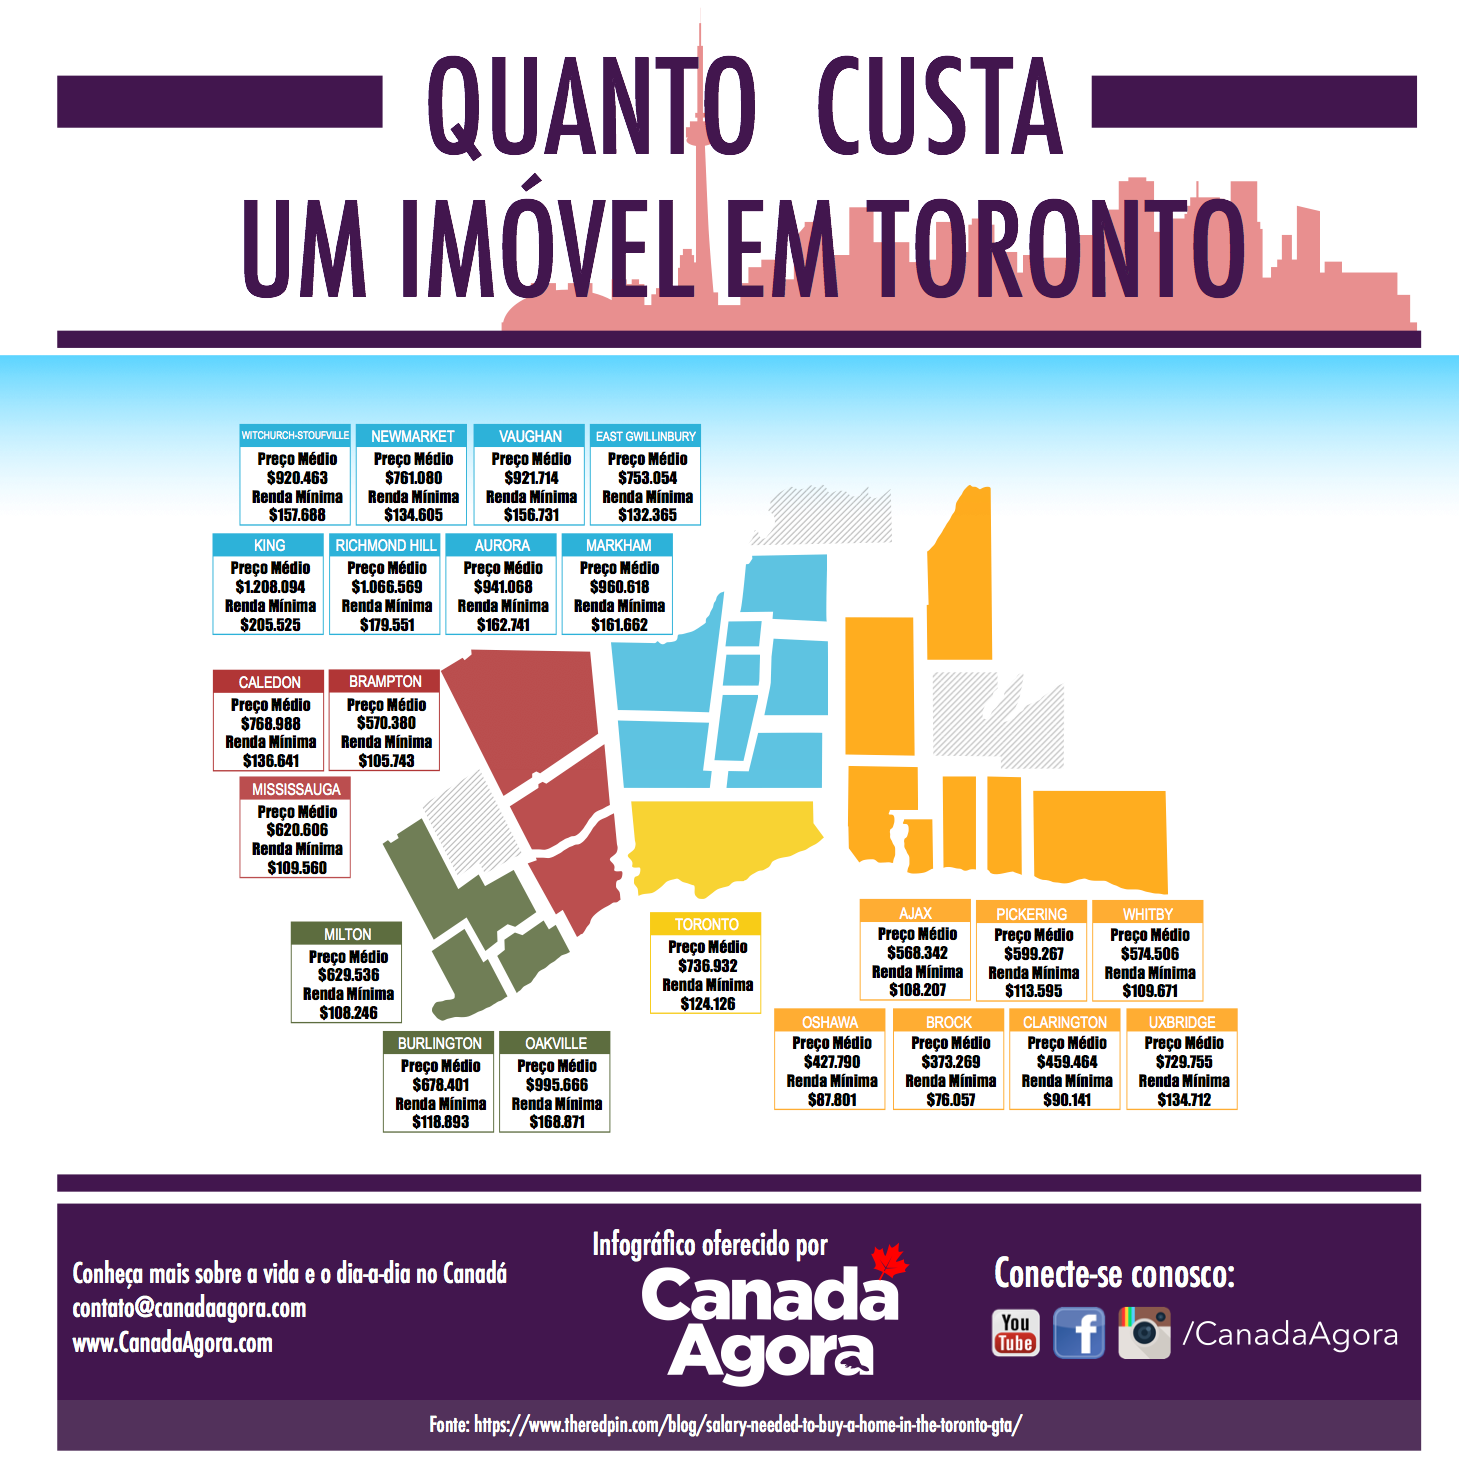 QUANTO CUSTA
UM IMÓVEL EM TORONTO
WITCHURCH-STOUFVILLE
Preço Médio
$920.463
Renda Mínima
$157.688
NEWMARKET
Preço Médio
$761.080
Renda Mínima
$134.605
VAUGHAN
Preço Médio
$921.714
Renda Mínima
$156.731
EAST GWILLINBURY
Preço Médio
$753.054
Renda Mínima
$132.365
KING
Preço Médio
$1.208.094
Renda Mínima
$205.525
RICHMOND HILL
Preço Médio
$1.066.569
Renda Mínima
$179.551
AURORA
Preço Médio
$941.068
Renda Mínima
$162.741
MARKHAM
Preço Médio
$960.618
Renda Mínima
$161.662
CALEDON
Preço Médio
$768.988
Renda Mínima
$136.641
BRAMPTON
Preço Médio
$570.380
Renda Mínima
$105.743
MISSISSAUGA
Preço Médio
$620.606
Renda Mínima
$109.560
MILTON
Preço Médio
$629.536
Renda Mínima
$108.246
BURLINGTON
Preço Médio
$678.401
Renda Mínima
$118.893
OAKVILLE
Preço Médio
$995.666
Renda Mínima
$168.871
TORONTO
Preço Médio
$736.932
Renda Mínima
$124.126
AJAX
Preço Médio
$568.342
Renda Mínima
$108.207
PICKERING
Preço Médio
$599.267
Renda Mínima
$113.595
WHITBY
Preço Médio
$574.506
Renda Mínima
$109.671
OSHAWA
Preço Médio
$427.790
Renda Mínima
$87.801
BROCK
Preço Médio
$373.269
Renda Mínima
$76.057
CLARINGTON
Preço Médio
$459.464
Renda Mínima
$90.141
UXBRIDGE
Preço Médio
$729.755
Renda Mínima
$134.712
Conheça mais sobre a vida e o dia-a-dia no Canadá
contato@canadaagora.com
www.CanadaAgora.com
Infográfico oferecido por
Canada
Agora
Conecte-se conosco:
You
Tube
f
/CanadaAgora
Fonte: https://www.theredpin.com/blog/salary-needed-to-buy-a-home-in-the-toronto-gta/